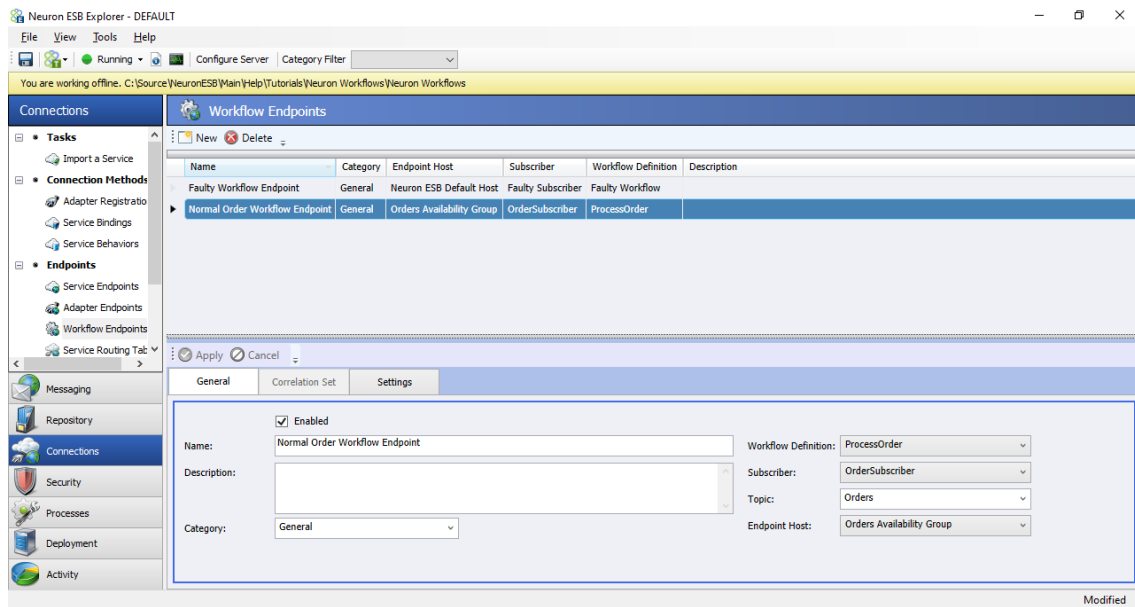 Neuron ESB Explorer - DEFAULT
File View Tools Help
Running Configure Server Category Filter
You are working offline. C:\Source\NeuronESB\Main\Help\Tutorials\Neuron Workflows\Neuron Workflows
Connections
Tasks
Import a Service
Connection Methods
Adapter Registratio
Service Bindings
Service Behaviors
Endpoints
Service Endpoints
Adapter Endpoints
Workflow Endpoints
Service Routing Tab
Messaging
Repository
Connections
Security
Processes
Deployment
Activity
Workflow Endpoints
New Delete
Name Category Endpoint Host Subscriber Workflow Definition Description
Faulty Workflow Endpoint General Neuron ESB Default Host Faulty Subscriber Faulty Workflow
Normal Order Workflow Endpoint General Orders Availability Group OrderSubscriber ProcessOrder
Apply Cancel
General Correlation Set Settings
Enabled
Name: Normal Order Workflow Endpoint Workflow Definition: ProcessOrder
Description: Subscriber: OrderSubscriber
Topic: Orders
Category: General Endpoint Host: Orders Availability Group
Modified